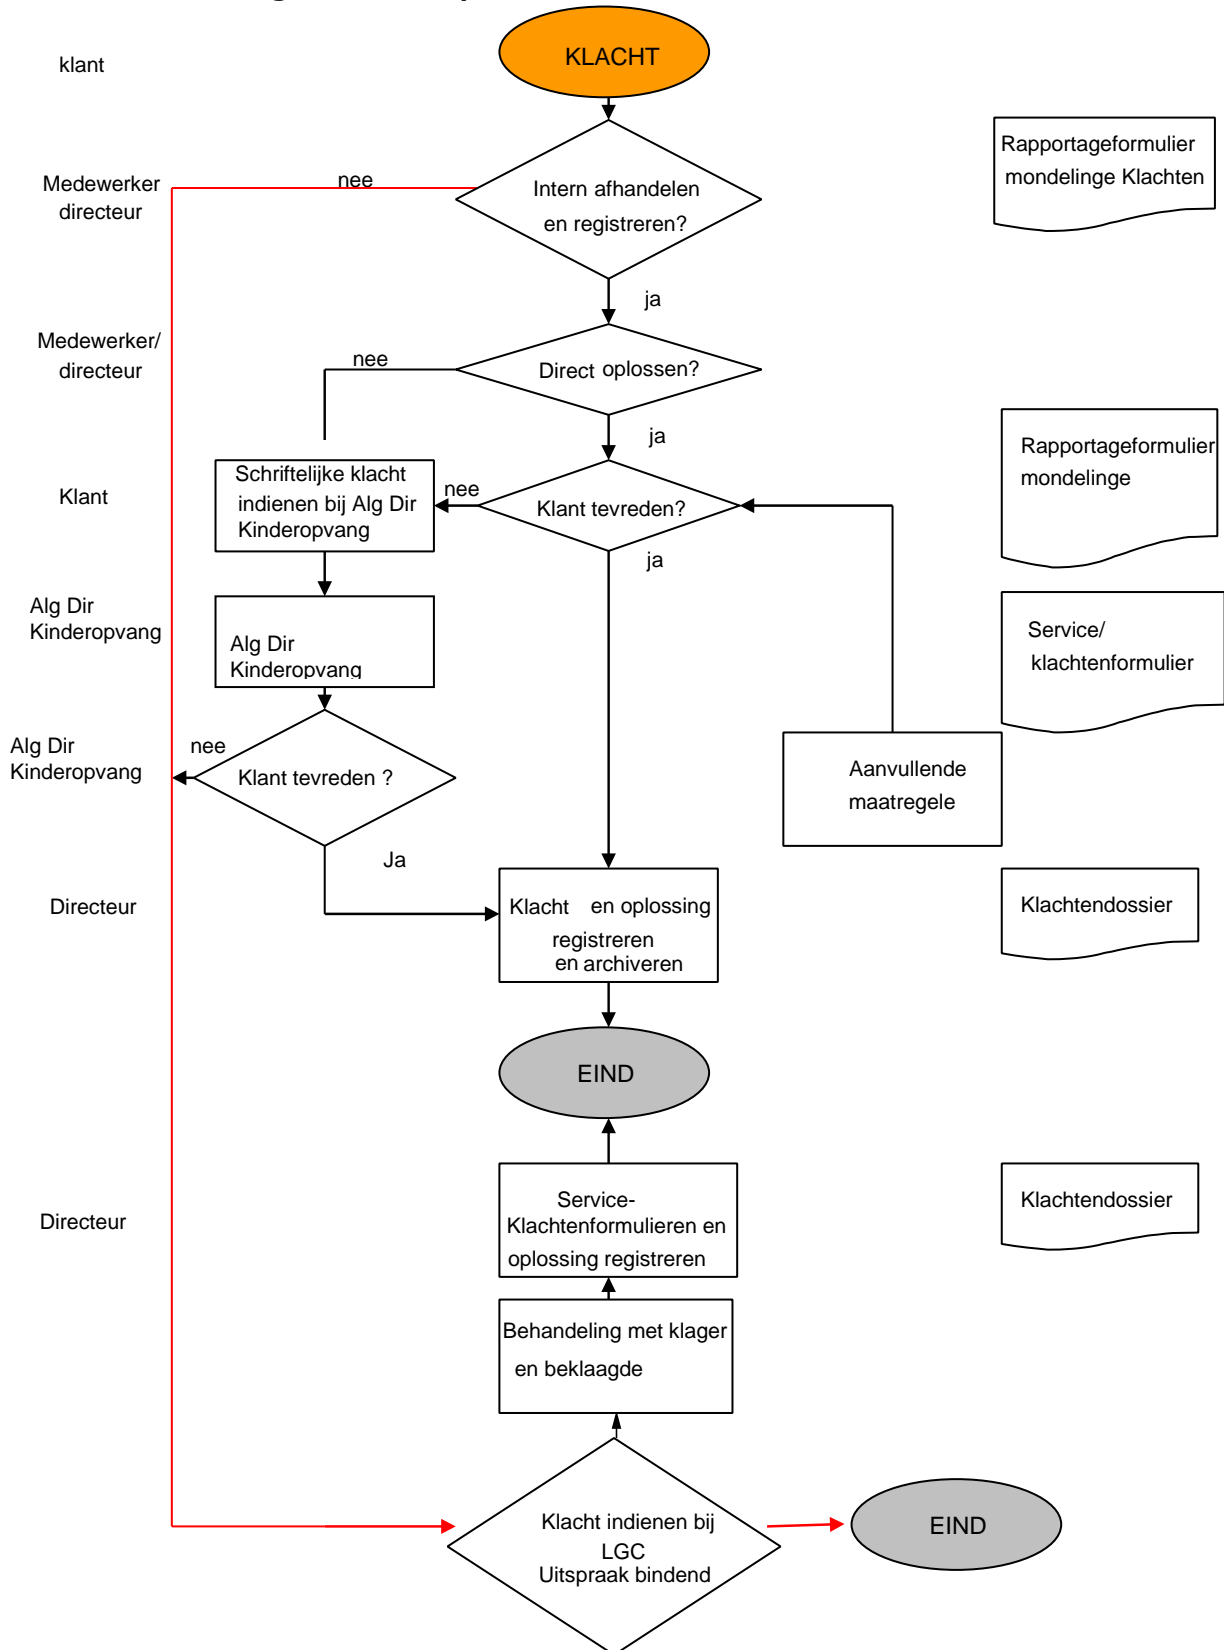 KLACHT
klant
Rapportageformulier
mondelinge Klachten
Medewerker
directeur
nee
Intern afhandelen
en registreren?
ja
Medewerker/
directeur
nee
Direct oplossen?
ja
Rapportageformulier
mondelinge
Klant
Schriftelijke klacht
indienen bij Alg Dir
Kinderopvang
nee
Klant tevreden?
ja
Alg Dir
Kinderopvang
Alg Dir
Kinderopvang
Service/
klachtenformulier
Alg Dir
Kinderopvang
nee
Klant tevreden ?
Aanvullende
maatregele
Ja
Directeur
Klacht en oplossing
registreren
en archiveren
Klachtendossier
EIND
Directeur
Service-
Klachtenformulieren en
oplossing registreren
Klachtendossier
Behandeling met klager
en beklaagde
Klacht indienen bij
LGC
Uitspraak bindend
EIND